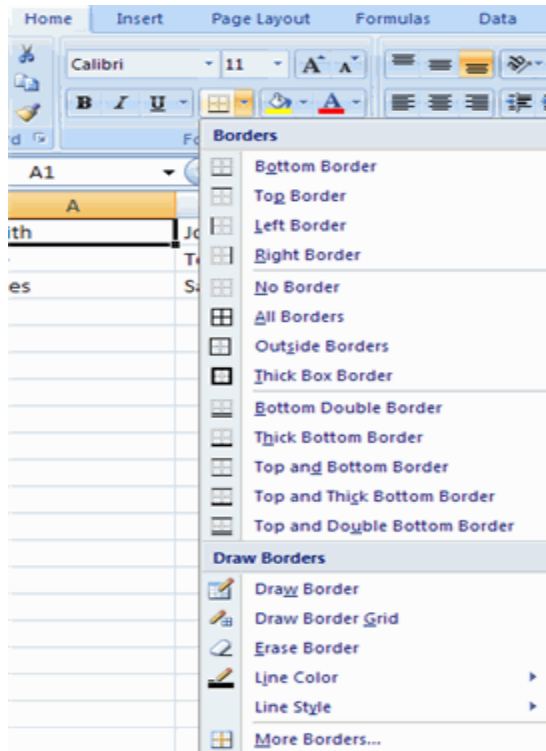 Home Insert Page Layout Formulas Data
Calibri 11 A A
B I U A
d
A1 Borders
Bottom Border
A Top Border
ith Left Border
Right Border
es No Border
All Borders
Outside Borders
Thick Box Border
Bottom Double Border
Thick Bottom Border
Top and Bottom Border
Top and Thick Bottom Border
Top and Double Bottom Border
Draw Borders
Draw Border
Draw Border Grid
Erase Border
Line Color
Line Style
More Borders...